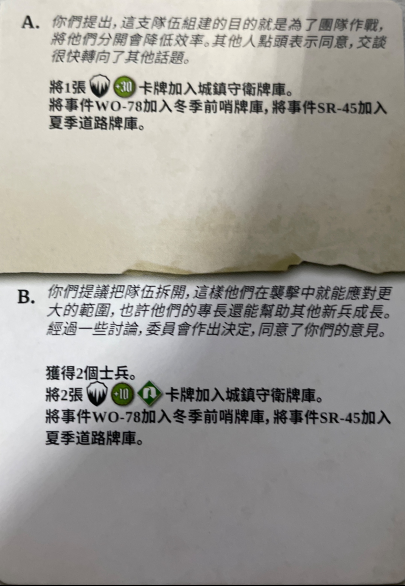 A. 你們提出，這支隊伍組建的目的就是為了團隊作戰，
將他們分開會降低效率。其他人點頭表示同意，交談
很快轉向了其他話題。
將1張 +30 卡牌加入城鎮守衛牌庫。
將事件WO-78加入冬季前哨牌庫，將事件SR-45加入
夏季道路牌庫。
B. 你們提議把隊伍拆開，這樣他們在襲擊中就能應對更
大的範圍，也許他們的專長還能幫助其他新兵成長。
經過一些討論，委員會作出決定，同意了你們的意見。
獲得2個士兵。
將2張 +10 卡牌加入城鎮守衛牌庫。
將事件WO-78加入冬季前哨牌庫，將事件SR-45加入
夏季道路牌庫。